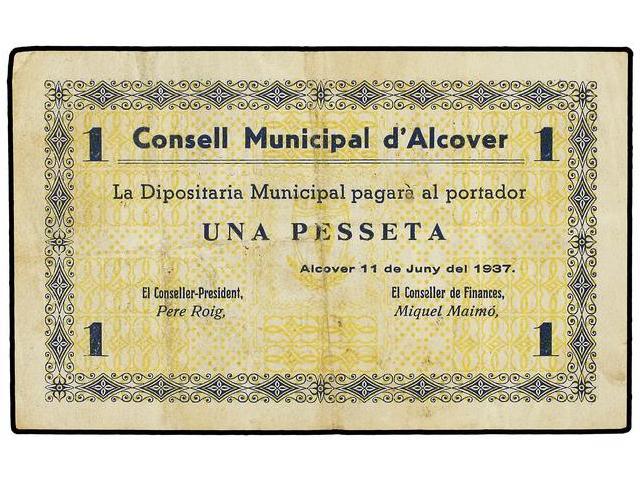 1 Consell Municipal d'Alcover 1
La Dipositaria Municipal pagarà al portador
UNA PESSETA
Alcover 11 de Juny del 1937.
El Conseller-President, El Conseller de Finances,
Pere Roig, Miquel Maimó,
1 1